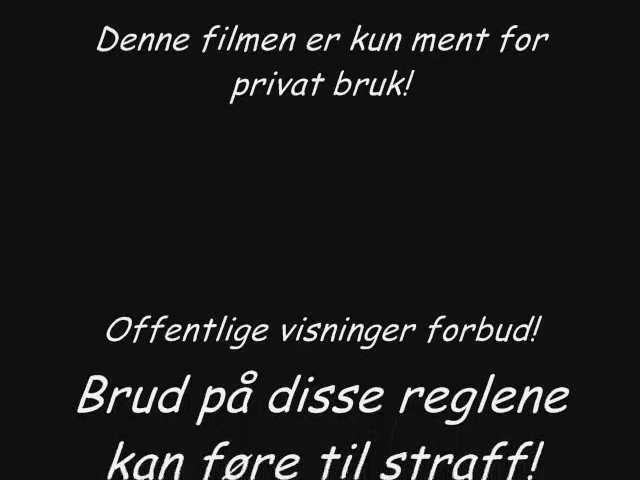 Denne filmen er kun ment for
privat bruk!
Offentlige visninger forbud!
Brud på disse reglene
kan føre til straff!